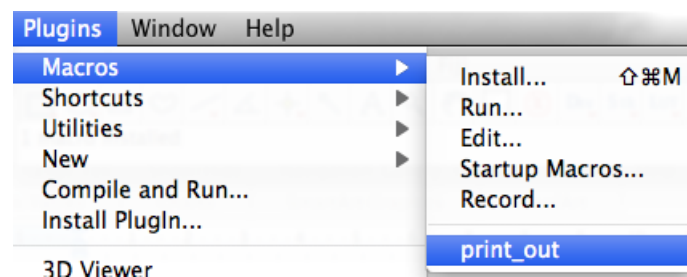 Plugins Window Help
Macros
Shortcuts
Utilities
New
Compile and Run...
Install PlugIn...
3D Viewer
Install... ⇧⌘M
Run...
Edit...
Startup Macros...
Record...
print_out